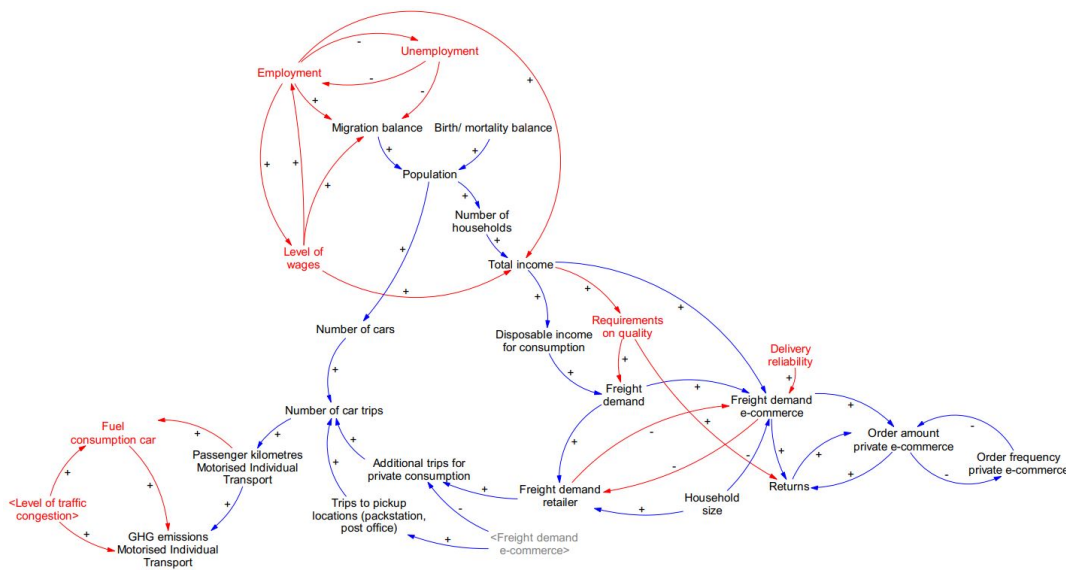 Unemployment
Employment
Migration balance
Birth/ mortality balance
Population
Number of
households
Level of
wages
Total income
Number of cars
Disposable income
for consumption
Requirements
on quality
Delivery
reliability
Freight
demand
Freight demand
e-commerce
Number of car trips
Fuel
consumption car
Passenger kilometres
Motorised Individual
Transport
Additional trips for
private consumption
Order amount
private e-commerce
Order frequency
private e-commerce
<Level of traffic
congestion>
Trips to pickup
locations (packstation,
post office)
Freight demand
retailer
Household
size
Returns
GHG emissions
Motorised Individual
Transport
<Freight demand
e-commerce>